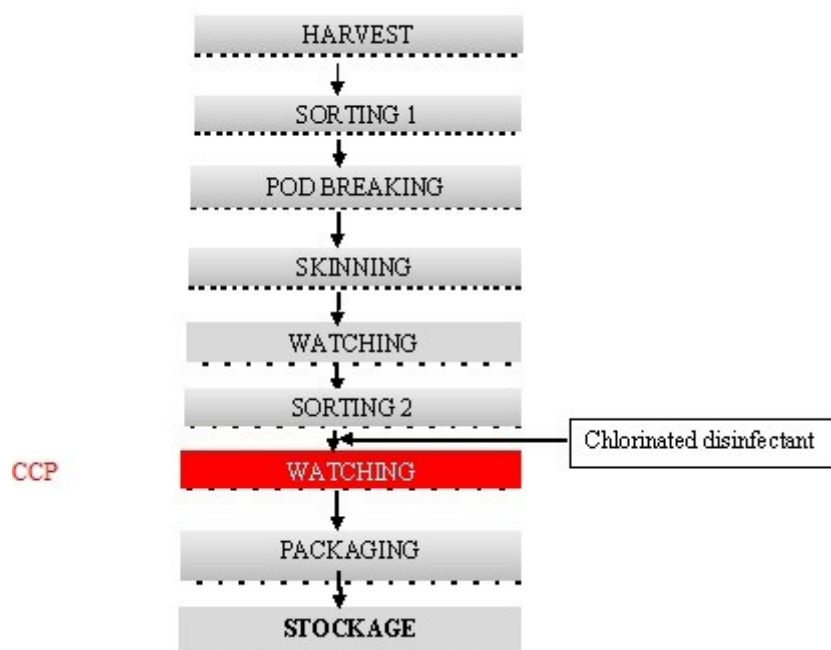 HARVEST
SORTING 1
POD BREAKING
SKINNING
WATCHING
SORTING 2
Chlorinated disinfectant
CCP
WATCHING
PACKAGING
STOCKAGE